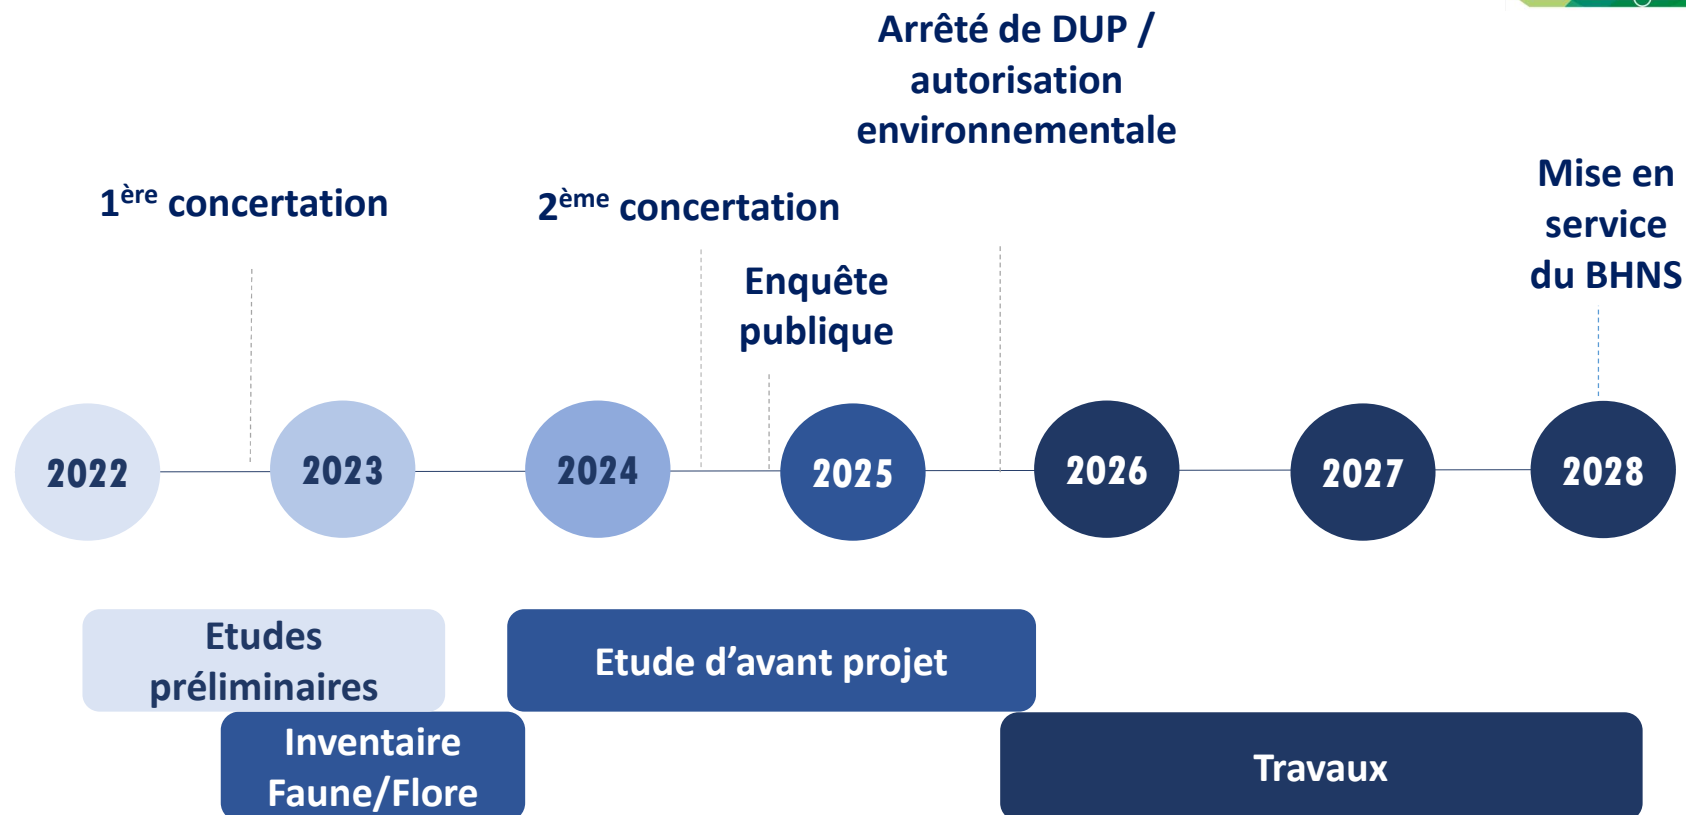 Arrêté de DUP /
autorisation
environnementale
1ère concertation
2ème concertation
Enquête
publique
Mise en
service
du BHNS
2022
2023
2024
2025
2026
2027
2028
Etudes
préliminaires
Etude d’avant projet
Inventaire
Faune/Flore
Travaux